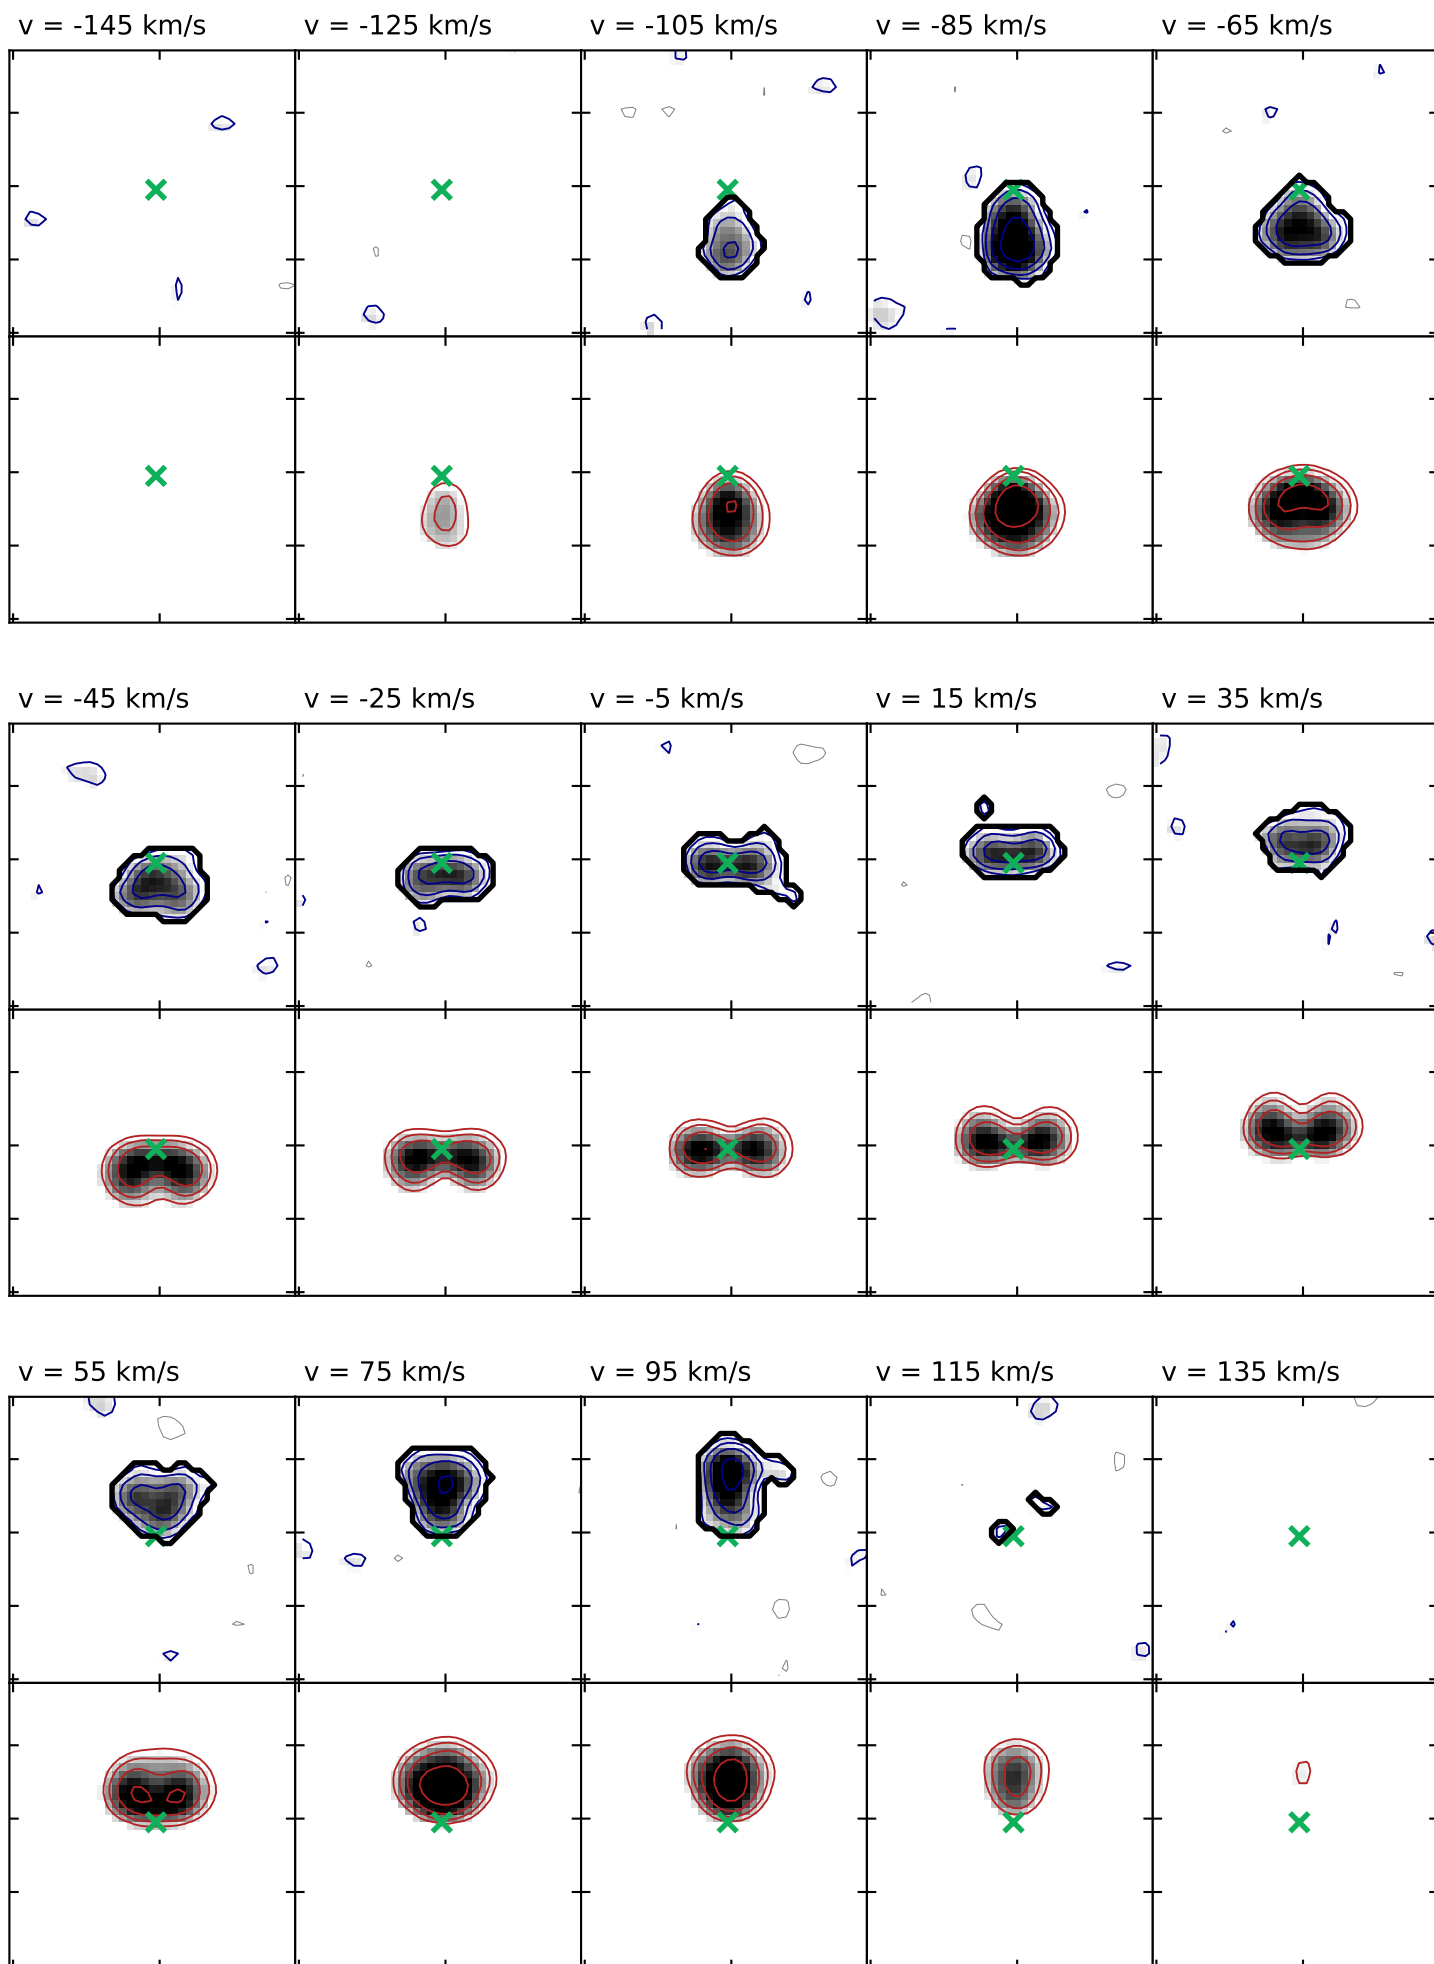 v = -145 km/s
v = -125 km/s
v = -105 km/s
v = -85 km/s
v = -65 km/s
v = -45 km/s
v = -25 km/s
v = -5 km/s
v = 15 km/s
v = 35 km/s
v = 55 km/s
v = 75 km/s
v = 95 km/s
v = 115 km/s
v = 135 km/s